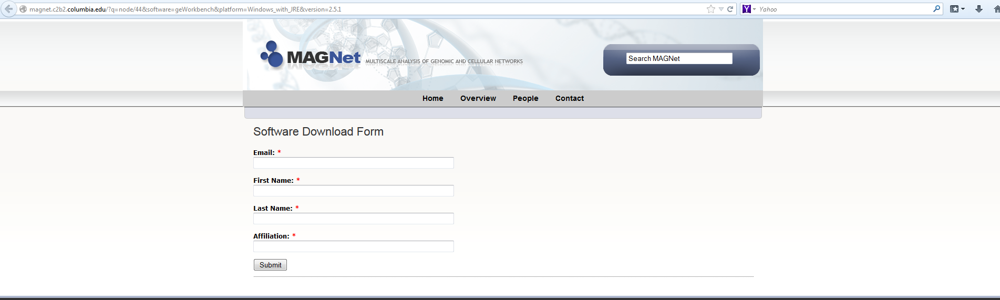 magnet.c2b2.columbia.edu/?q=node/44&software=geWorkbench&platform=Windows_with_JRE&version=2.5.1
Yahoo
MAGNet MULTISCALE ANALYSIS OF GENOMIC AND CELLULAR NETWORKS
Search MAGNet
Home Overview People Contact
Software Download Form
Email: *
First Name: *
Last Name: *
Affiliation: *
Submit